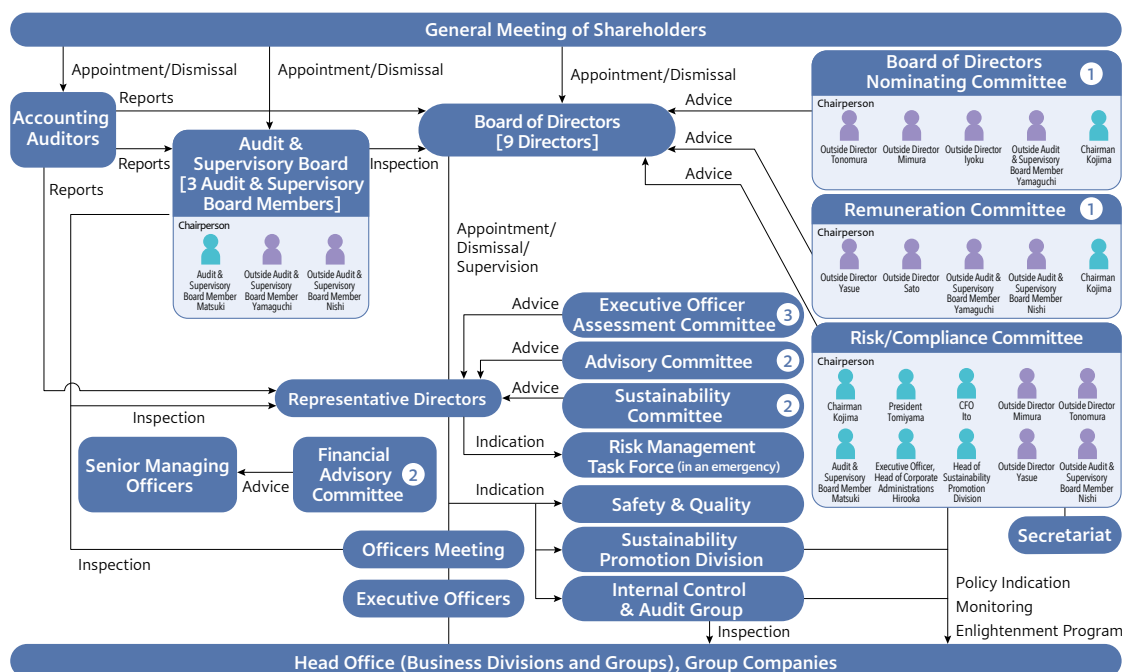 General Meeting of Shareholders
Appointment/Dismissal
Appointment/Dismissal
Appointment/Dismissal
Accounting
Auditors
Reports
Reports
Reports
Audit &
Supervisory Board
[3 Audit & Supervisory
Board Members]
Chairperson
Audit &
Supervisory
Board Member
Matsuki
Outside Audit &
Supervisory
Board Member
Yamaguchi
Outside Audit &
Supervisory
Board Member
Nishi
Inspection
Board of Directors
[9 Directors]
Advice
Advice
Advice
Board of Directors
Nominating Committee
1
Chairperson
Outside Director
Tonomura
Outside Director
Mimura
Outside Director
Iyoku
Outside Audit
& Supervisory
Board Member
Yamaguchi
Chairman
Kojima
Remuneration Committee
1
Chairperson
Outside Director
Yasue
Outside Director
Sato
Outside Audit &
Supervisory
Board Member
Yamaguchi
Outside Audit &
Supervisory
Board Member
Nishi
Chairman
Kojima
Risk/Compliance Committee
Chairperson
Chairman
Kojima
President
Tomiyama
CFO
Ito
Outside Director
Mimura
Outside Director
Tonomura
Audit &
Supervisory
Board Member
Matsuki
Executive Officer,
Head of Corporate
Administrations
Hirooka
Head of
Sustainability
Promotion
Division
Outside Director
Yasue
Outside Audit &
Supervisory
Board Member
Nishi
Secretariat
Appointment/
Dismissal/
Supervision
Advice
Executive Officer
Assessment Committee
3
Advice
Advisory Committee
2
Advice
Sustainability
Committee
2
Representative Directors
Inspection
Indication
Risk Management
Task Force (in an emergency)
Senior Managing
Officers
Advice
Financial
Advisory
Committee
2
Indication
Safety & Quality
Sustainability
Promotion Division
Internal Control
& Audit Group
Inspection
Officers Meeting
Executive Officers
Inspection
Policy Indication
Monitoring
Enlightenment Program
Head Office (Business Divisions and Groups), Group Companies